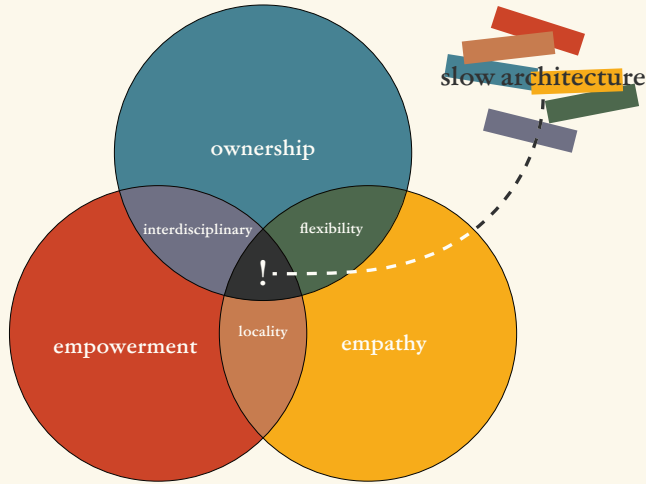 slow architecture
ownership
interdisciplinary
flexibility
!
locality
empowerment
empathy